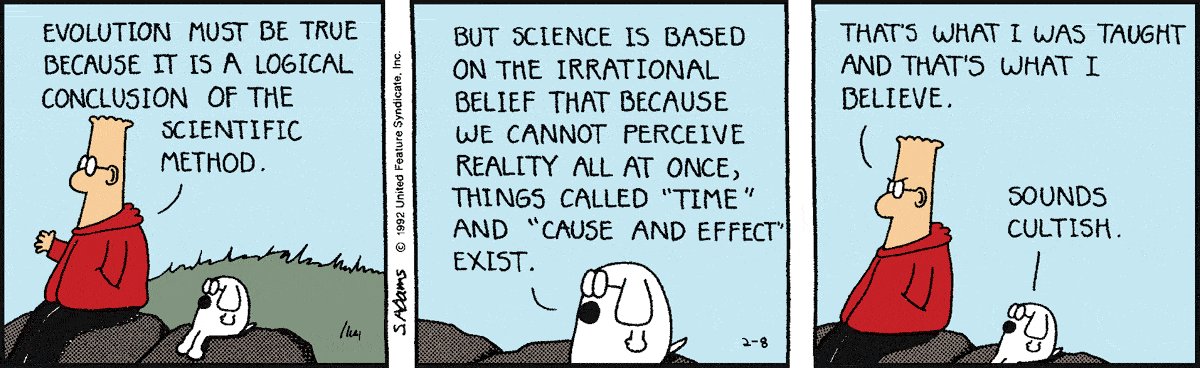 EVOLUTION MUST BE TRUE
BECAUSE IT IS A LOGICAL
CONCLUSION OF THE
SCIENTIFIC
METHOD.
S. Adams © 1992 United Feature Syndicate, Inc.
BUT SCIENCE IS BASED
ON THE IRRATIONAL
BELIEF THAT BECAUSE
WE CANNOT PERCEIVE
REALITY ALL AT ONCE,
THINGS CALLED "TIME"
AND "CAUSE AND EFFECT"
EXIST.
2-8
THAT'S WHAT I WAS TAUGHT
AND THAT'S WHAT I
BELIEVE.
SOUNDS
CULTISH.